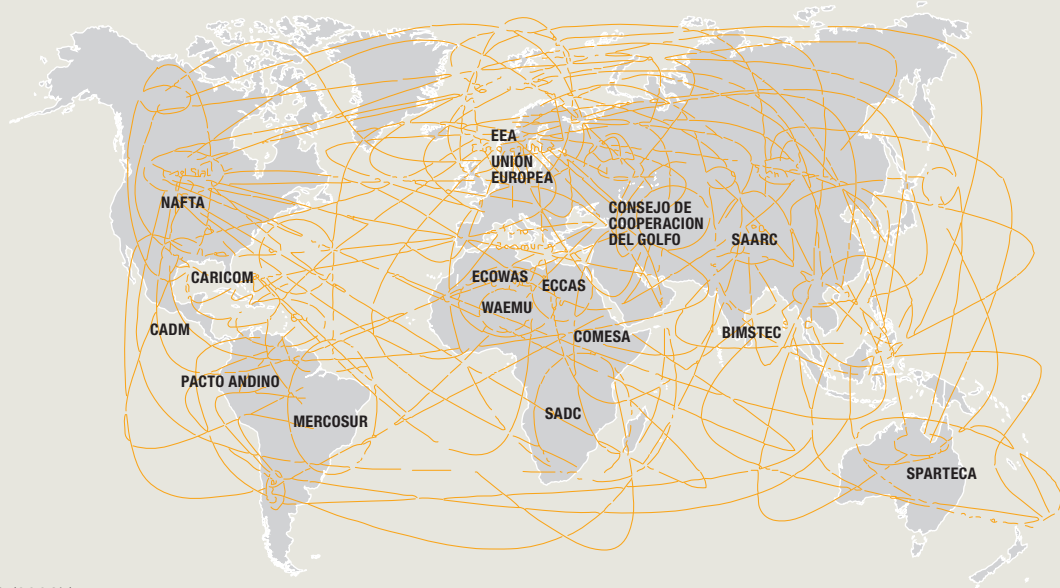 EEA
UNIÓN
EUROPEA
NAFTA
CONSEJO DE
COOPERACION
DEL GOLFO
SAARC
CARICOM
ECOWAS
ECCAS
WAEMU
CADM
COMESA
BIMSTEC
PACTO ANDINO
MERCOSUR
SADC
SPARTECA